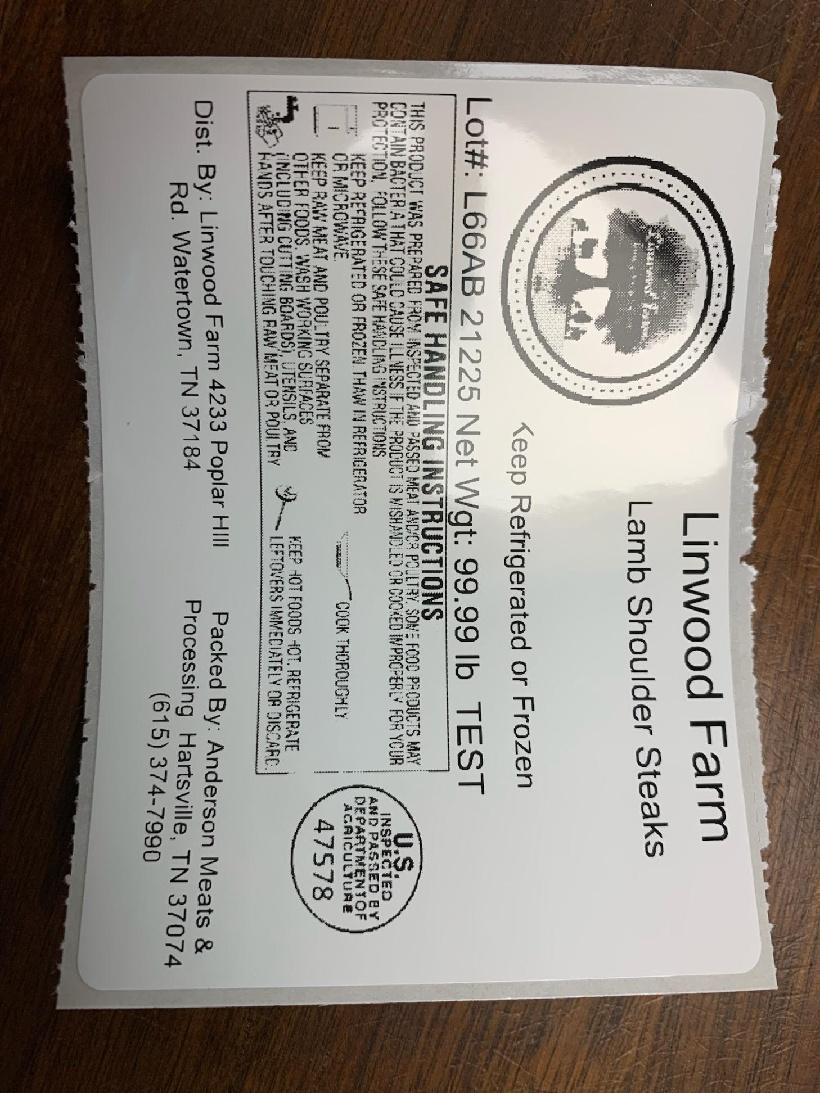 Linwood Farm
Lamb Shoulder Steaks
Keep Refrigerated or Frozen
Lot#: L66AB 21225 Net Wgt: 99.99 lb TEST
SAFE HANDLING INSTRUCTIONS
THIS PRODUCT WAS PREPARED FROM INSPECTED AND PASSED MEAT AND/OR POULTRY. SOME FOOD PRODUCTS MAY
CONTAIN BACTERIA THAT COULD CAUSE ILLNESS IF THE PRODUCT IS MISHANDLED OR COOKED IMPROPERLY FOR YOUR
PROTECTION, FOLLOW THESE SAFE HANDLING INSTRUCTIONS
KEEP REFRIGERATED OR FROZEN. THAW IN REFRIGERATOR
OR MICROWAVE
KEEP RAW MEAT AND POULTRY SEPARATE FROM
OTHER FOODS. WASH WORKING SURFACES
(INCLUDING CUTTING BOARDS), UTENSILS, AND
HANDS AFTER TOUCHING RAW MEAT OR POULTRY
COOK THOROUGHLY
KEEP HOT FOODS HOT. REFRIGERATE
LEFTOVERS IMMEDIATELY OR DISCARD.
U.S.
INSPECTED
AND PASSED BY
DEPARTMENT OF
AGRICULTURE
47578
Dist. By: Linwood Farm 4233 Poplar Hill
Rd. Watertown, TN 37184
Packed By: Anderson Meats &
Processing Hartsville, TN 37074
(615) 374-7990